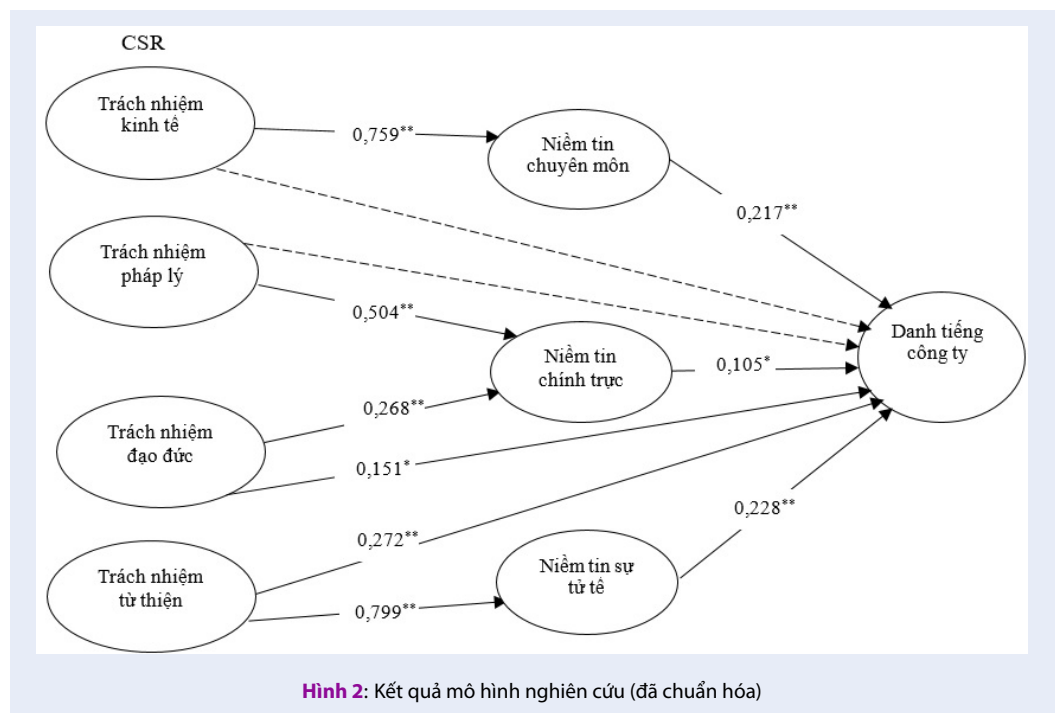 CSR
Trách nhiệm
kinh tế
0,759**
Niềm tin
chuyên môn
0,217**
Trách nhiệm
pháp lý
0,504**
Niềm tin
chính trực
0,105*
Danh tiếng
công ty
Trách nhiệm
đạo đức
0,268**
0,151*
0,272**
Trách nhiệm
từ thiện
0,799**
Niềm tin sự
tử tế
0,228**
Hình 2: Kết quả mô hình nghiên cứu (đã chuẩn hóa)